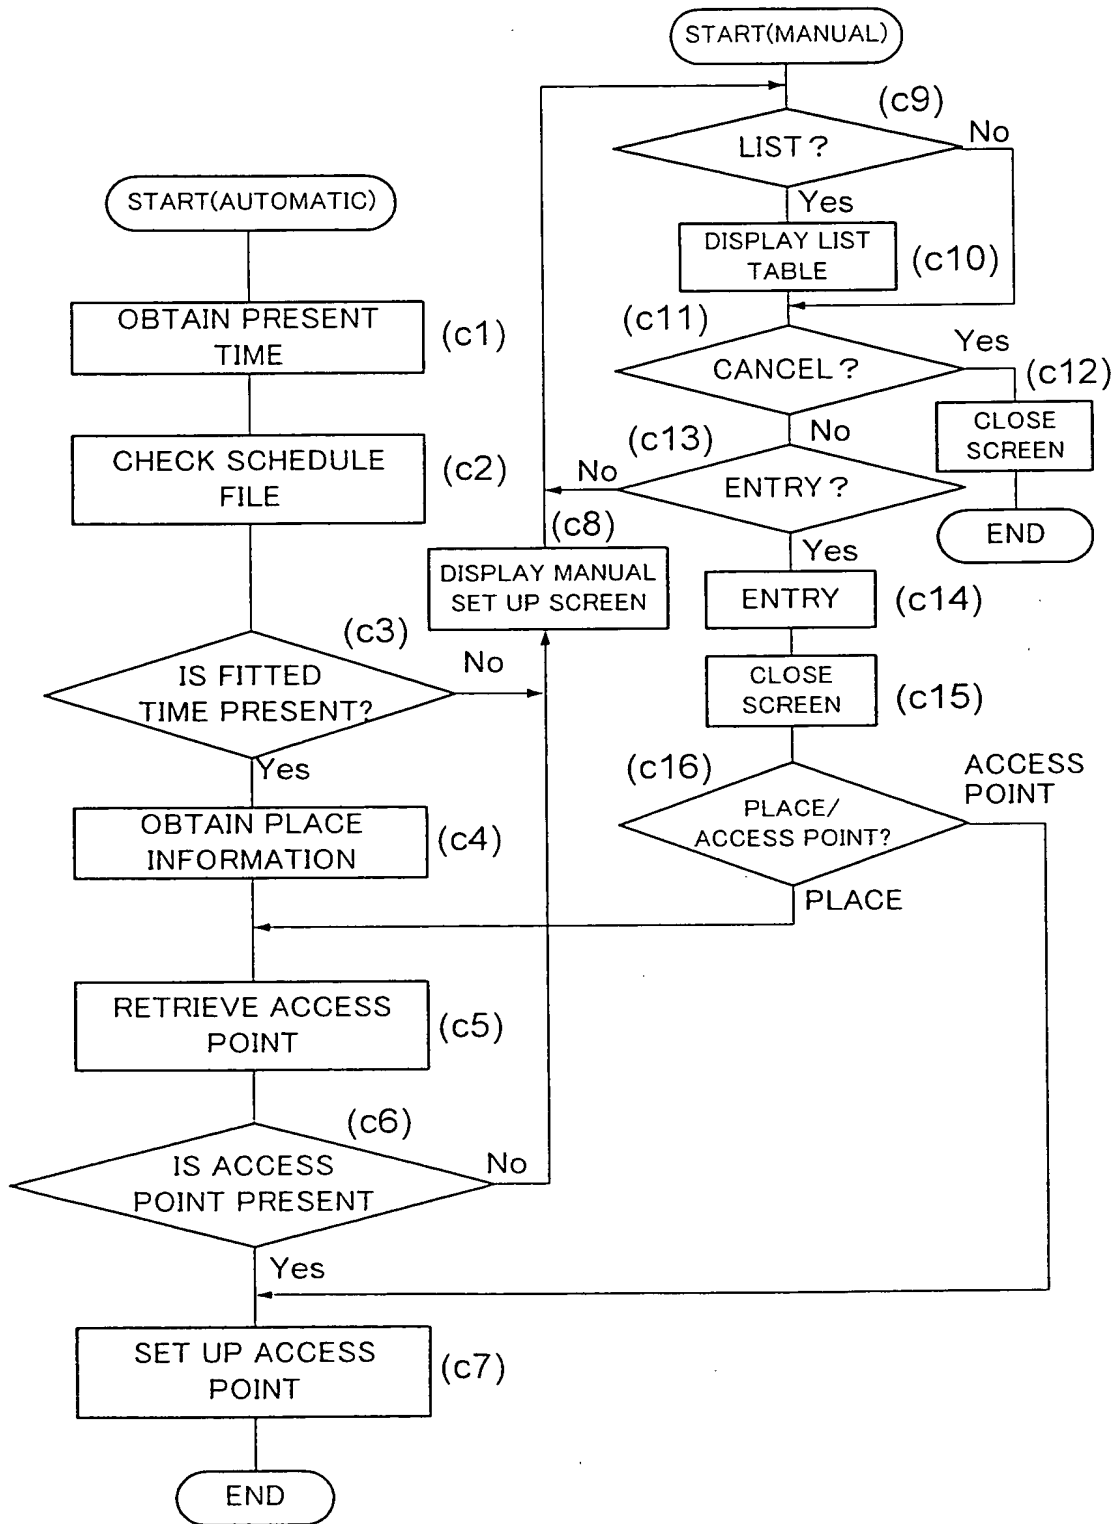 START(AUTOMATIC)
OBTAIN PRESENT
TIME
(c1)
CHECK SCHEDULE
FILE
(c2)
(c3)
IS FITTED
TIME PRESENT?
No
Yes
OBTAIN PLACE
INFORMATION
(c4)
RETRIEVE ACCESS
POINT
(c5)
(c6)
IS ACCESS
POINT PRESENT
No
Yes
SET UP ACCESS
POINT
(c7)
END
(c8)
DISPLAY MANUAL
SET UP SCREEN
START(MANUAL)
(c9)
LIST?
No
Yes
DISPLAY LIST
TABLE
(c10)
(c11)
CANCEL?
Yes
(c12)
CLOSE
SCREEN
END
No
(c13)
ENTRY?
No
Yes
ENTRY
(c14)
CLOSE
SCREEN
(c15)
(c16)
PLACE/
ACCESS POINT?
ACCESS
POINT
PLACE